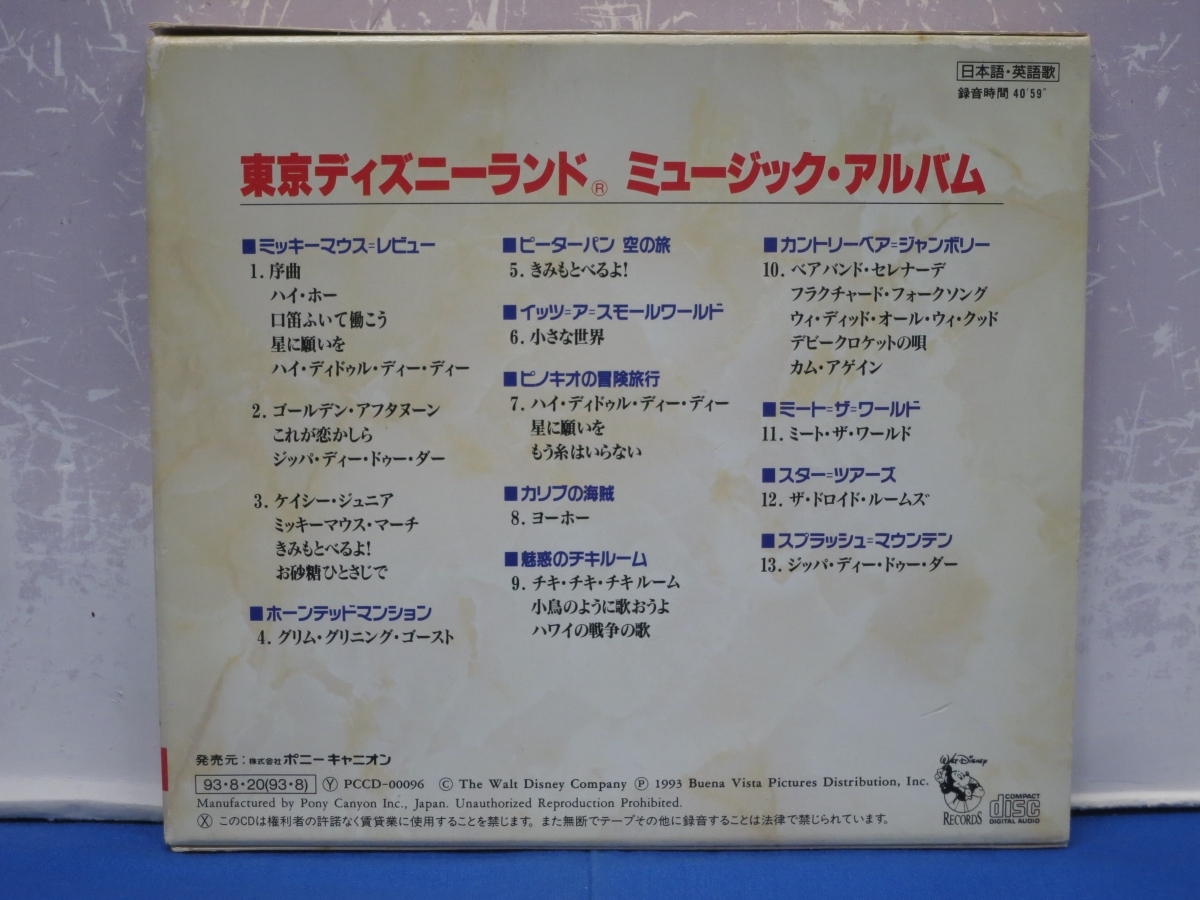 日本語・英語歌
録音時間 40'59"
東京ディズニーランド® ミュージック・アルバム
■ミッキーマウス=レビュー
1. 序曲
ハイ・ホー
口笛ふいて働こう
星に願いを
ハイ・ディドゥル・ディー・ディー
2. ゴールデン・アフタヌーン
これが恋かしら
ジッパ・ディー・ドゥー・ダー
3. ケイシー・ジュニア
ミッキーマウス・マーチ
きみもとべるよ!
お砂糖ひとさじで
■ホーンテッドマンション
4. グリム・グリニング・ゴースト
■ピーターパン 空の旅
5. きみもとべるよ!
■イッツ=ア=スモールワールド
6. 小さな世界
■ピノキオの冒険旅行
7. ハイ・ディドゥル・ディー・ディー
星に願いを
もう糸はいらない
■カリブの海賊
8. ヨーホー
■魅惑のチキルーム
9. チキ・チキ・チキルーム
小鳥のように歌おうよ
ハワイの戦争の歌
■カントリーベア=ジャンボリー
10. ベアバンド・セレナーデ
フラクチャード・フォークソング
ウィ・ディッド・オール・ウィ・クッド
デビークロケットの唄
カム・アゲイン
■ミート=ザ=ワールド
11. ミート・ザ・ワールド
■スター=ツアーズ
12. ザ・ドロイド・ルームズ
■スプラッシュ=マウンテン
13. ジッパ・ディー・ドゥー・ダー
発売元:株式会社ポニーキャニオン
93・8・20(93・8) Ⓨ PCCD-00096 © The Walt Disney Company Ⓟ 1993 Buena Vista Pictures Distribution, Inc.
Manufactured by Pony Canyon Inc., Japan. Unauthorized Reproduction Prohibited.
Ⓧ このCDは権利者の許諾なく賃貸業に使用することを禁じます。また無断でテープその他に録音することは法律で禁じられています。
WALT DISNEY
RECORDS
COMPACT
disc
DIGITAL AUDIO